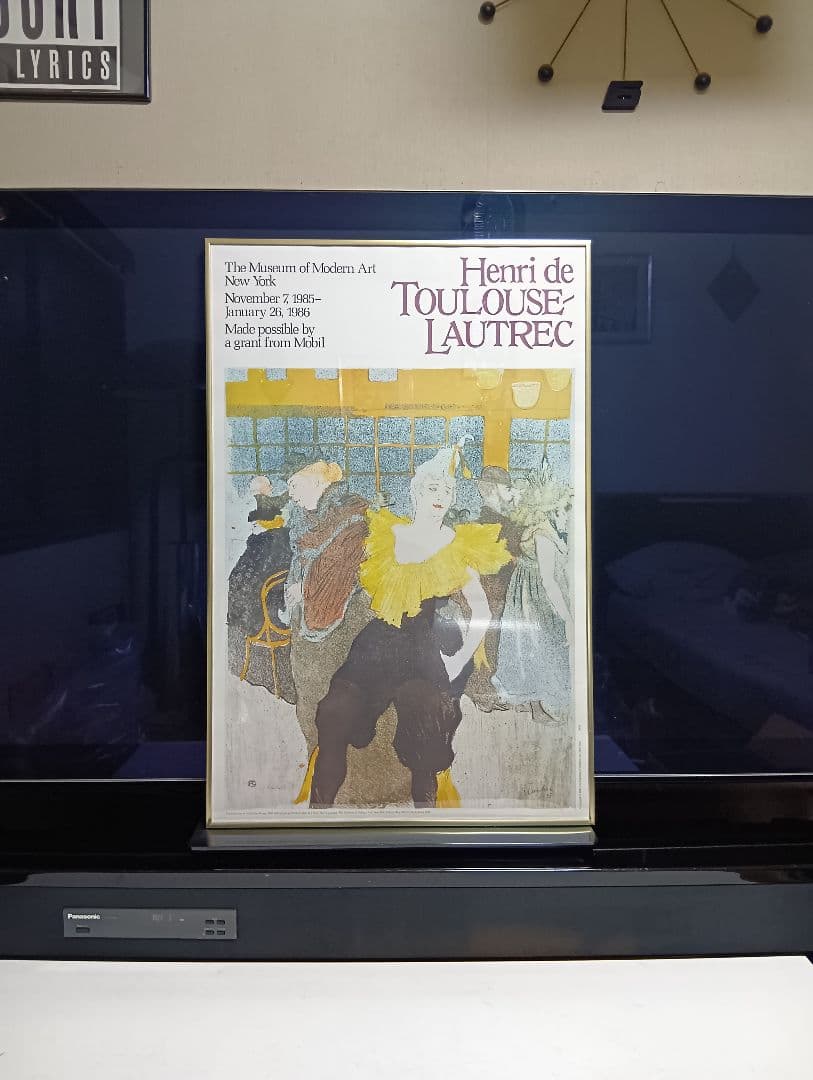 LYRICS
The Museum of Modern Art
New York
November 7, 1985–
January 26, 1986
Made possible by
a grant from Mobil
Henri de
TOULOUSE-
LAUTREC
Panasonic